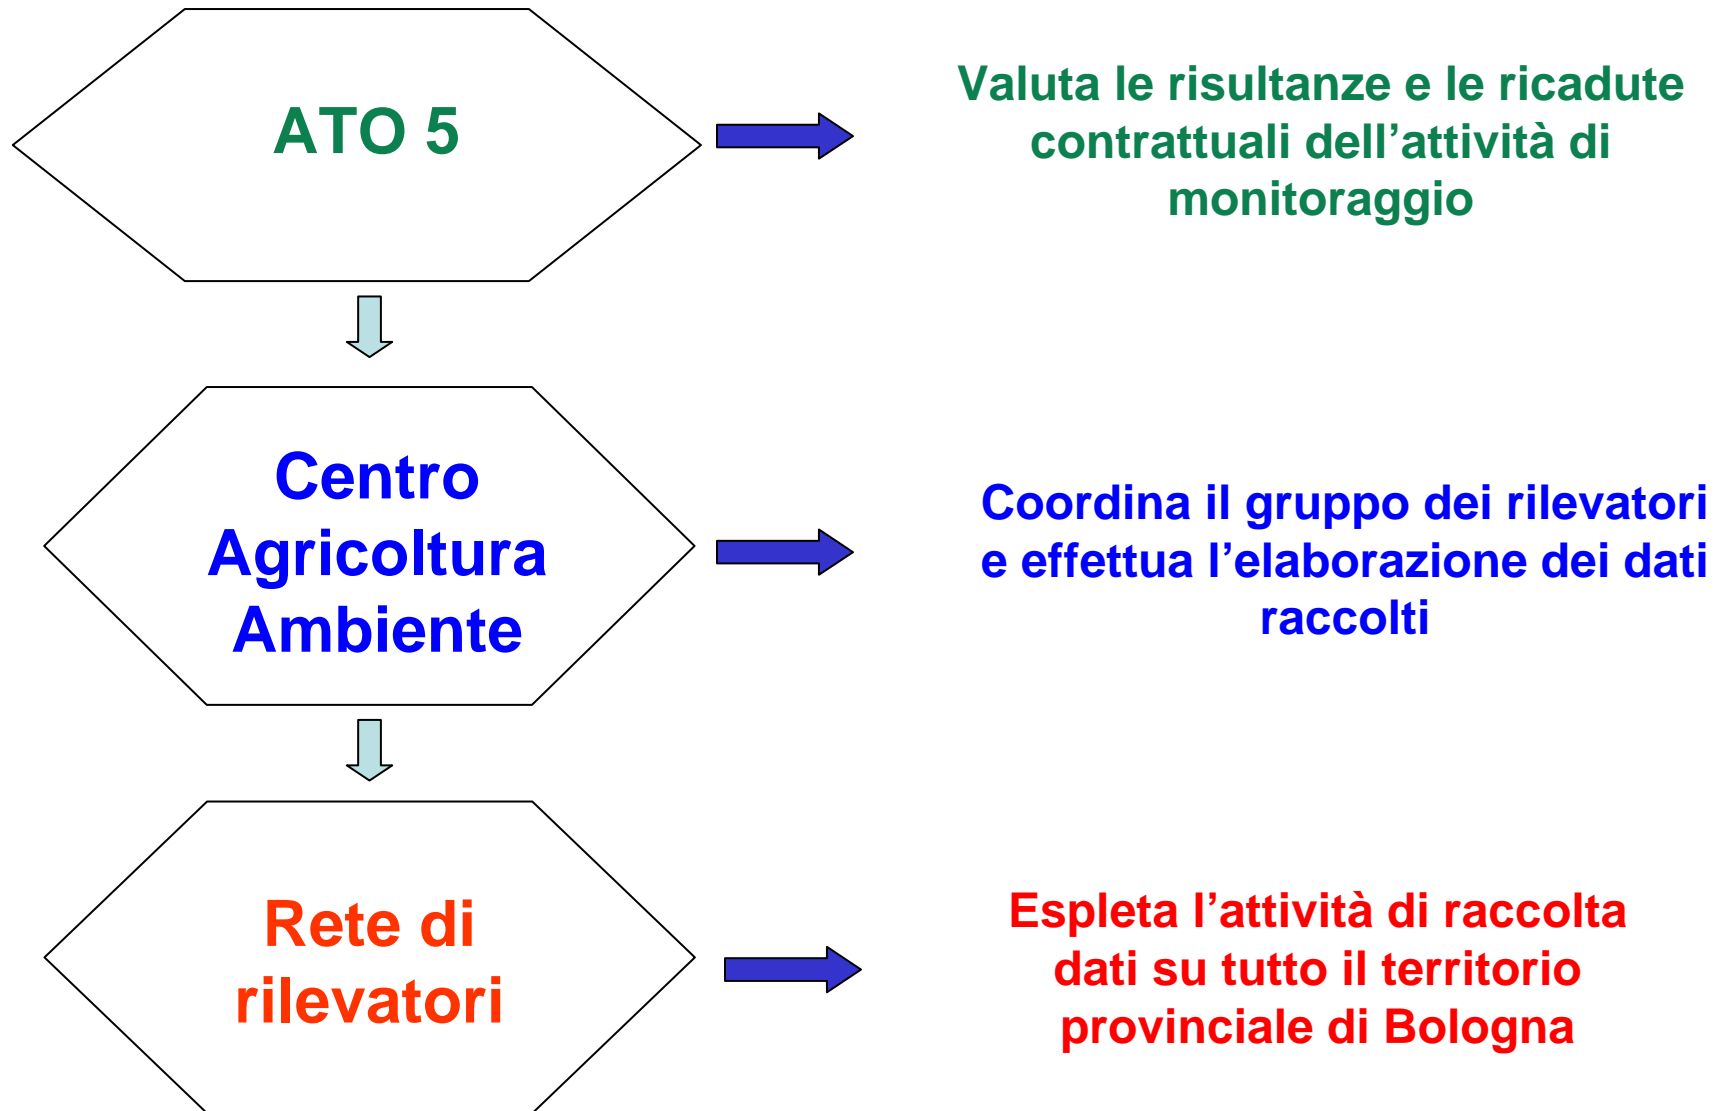 ATO 5
Valuta le risultanze e le ricadute
contrattuali dell’attività di
monitoraggio
Centro
Agricoltura
Ambiente
Coordina il gruppo dei rilevatori
e effettua l’elaborazione dei dati
raccolti
Rete di
rilevatori
Espleta l’attività di raccolta
dati su tutto il territorio
provinciale di Bologna